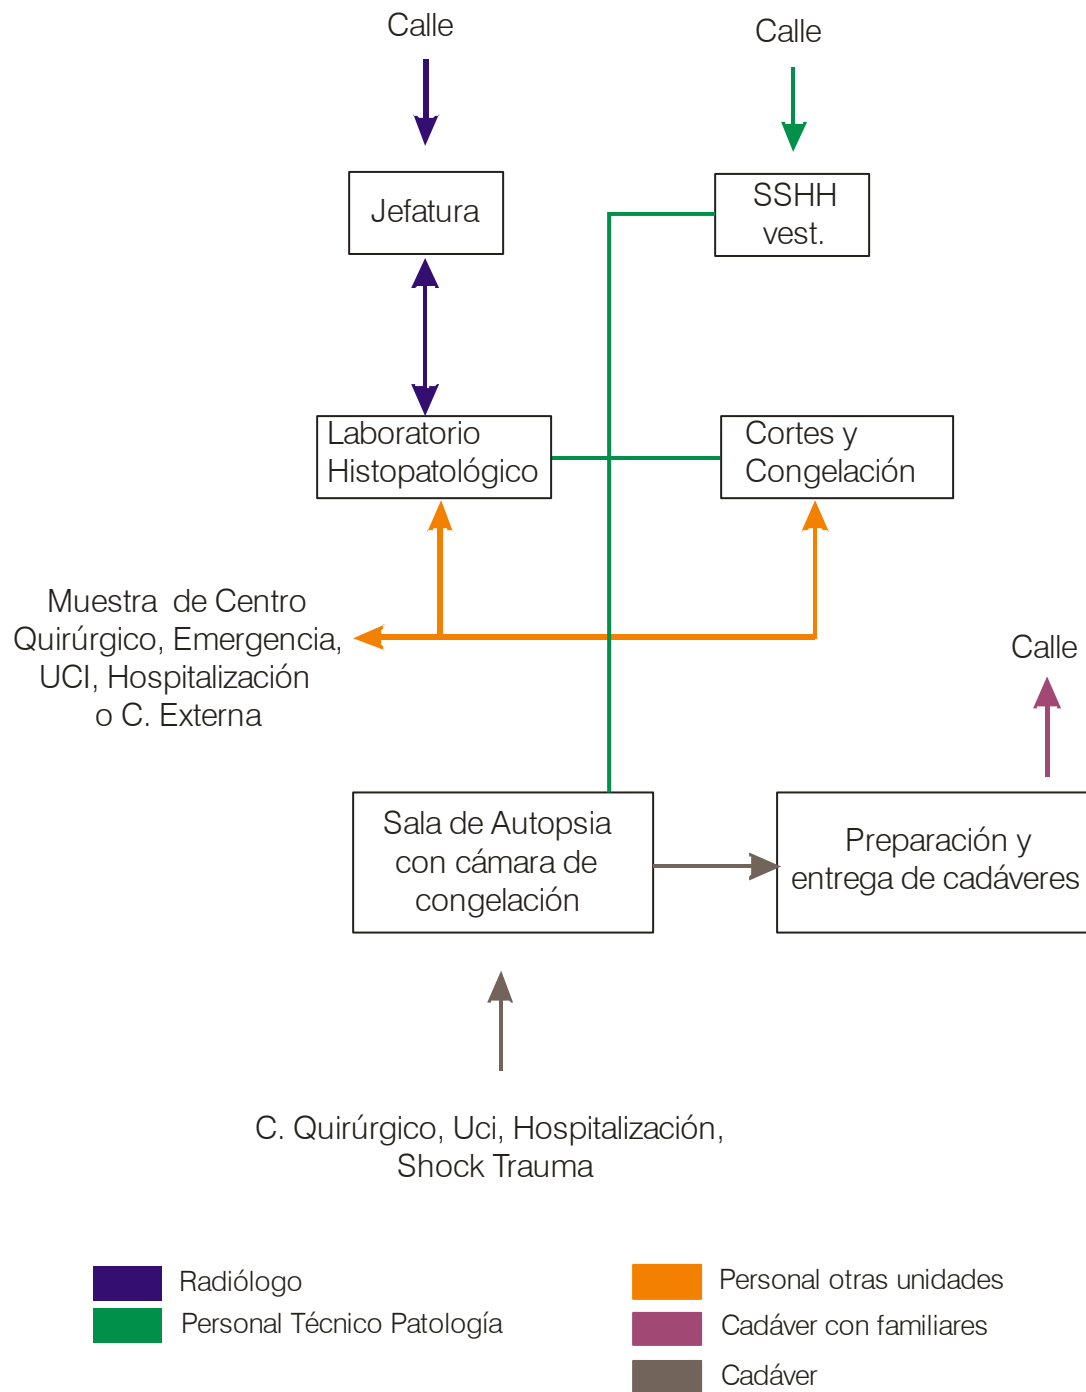 Calle
Calle
Jefatura
SSHH
vest.
Laboratorio
Histopatológico
Cortes y
Congelación
Muestra de Centro
Quirúrgico, Emergencia,
UCI, Hospitalización
o C. Externa
Calle
Sala de Autopsia
con cámara de
congelación
Preparación y
entrega de cadáveres
C. Quirúrgico, Uci, Hospitalización,
Shock Trauma
Radiólogo
Personal Técnico Patología
Personal otras unidades
Cadáver con familiares
Cadáver